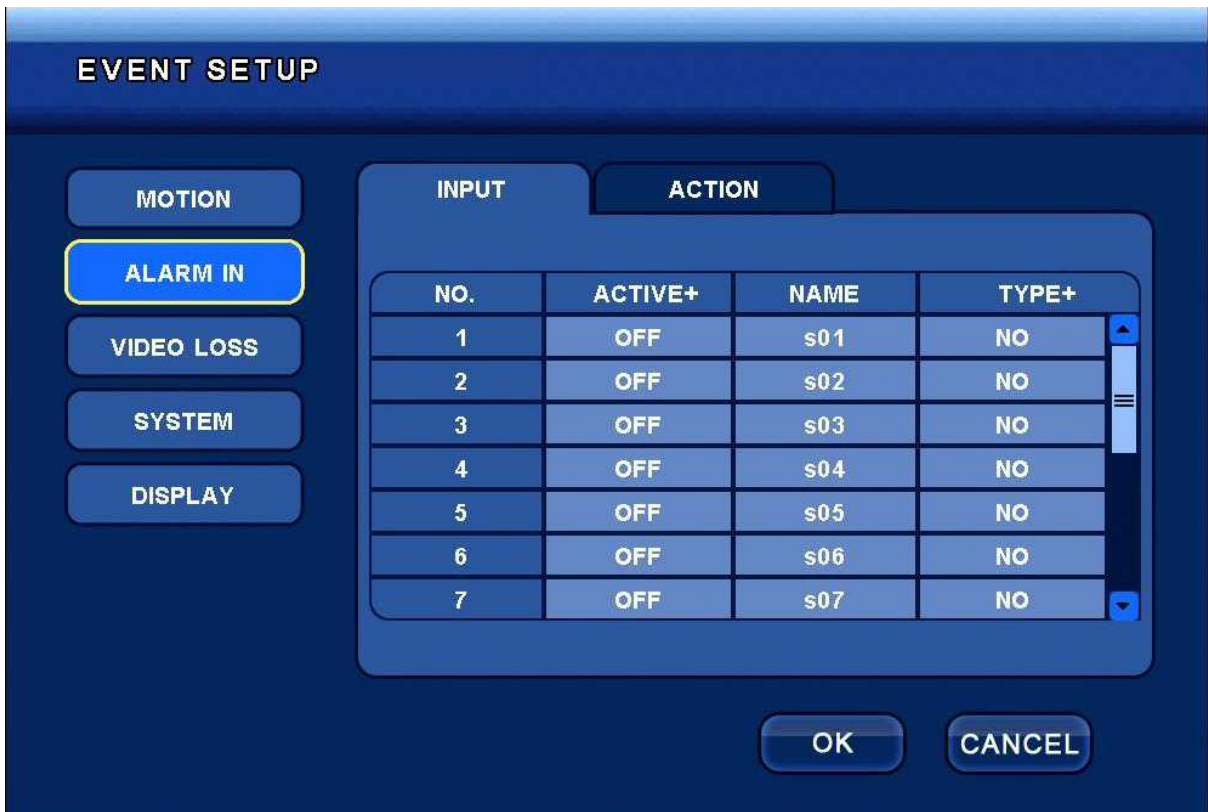 EVENT SETUP
MOTION
ALARM IN
VIDEO LOSS
SYSTEM
DISPLAY
INPUT ACTION
NO. ACTIVE+ NAME TYPE+
1 OFF s01 NO
2 OFF s02 NO
3 OFF s03 NO
4 OFF s04 NO
5 OFF s05 NO
6 OFF s06 NO
7 OFF s07 NO
OK CANCEL